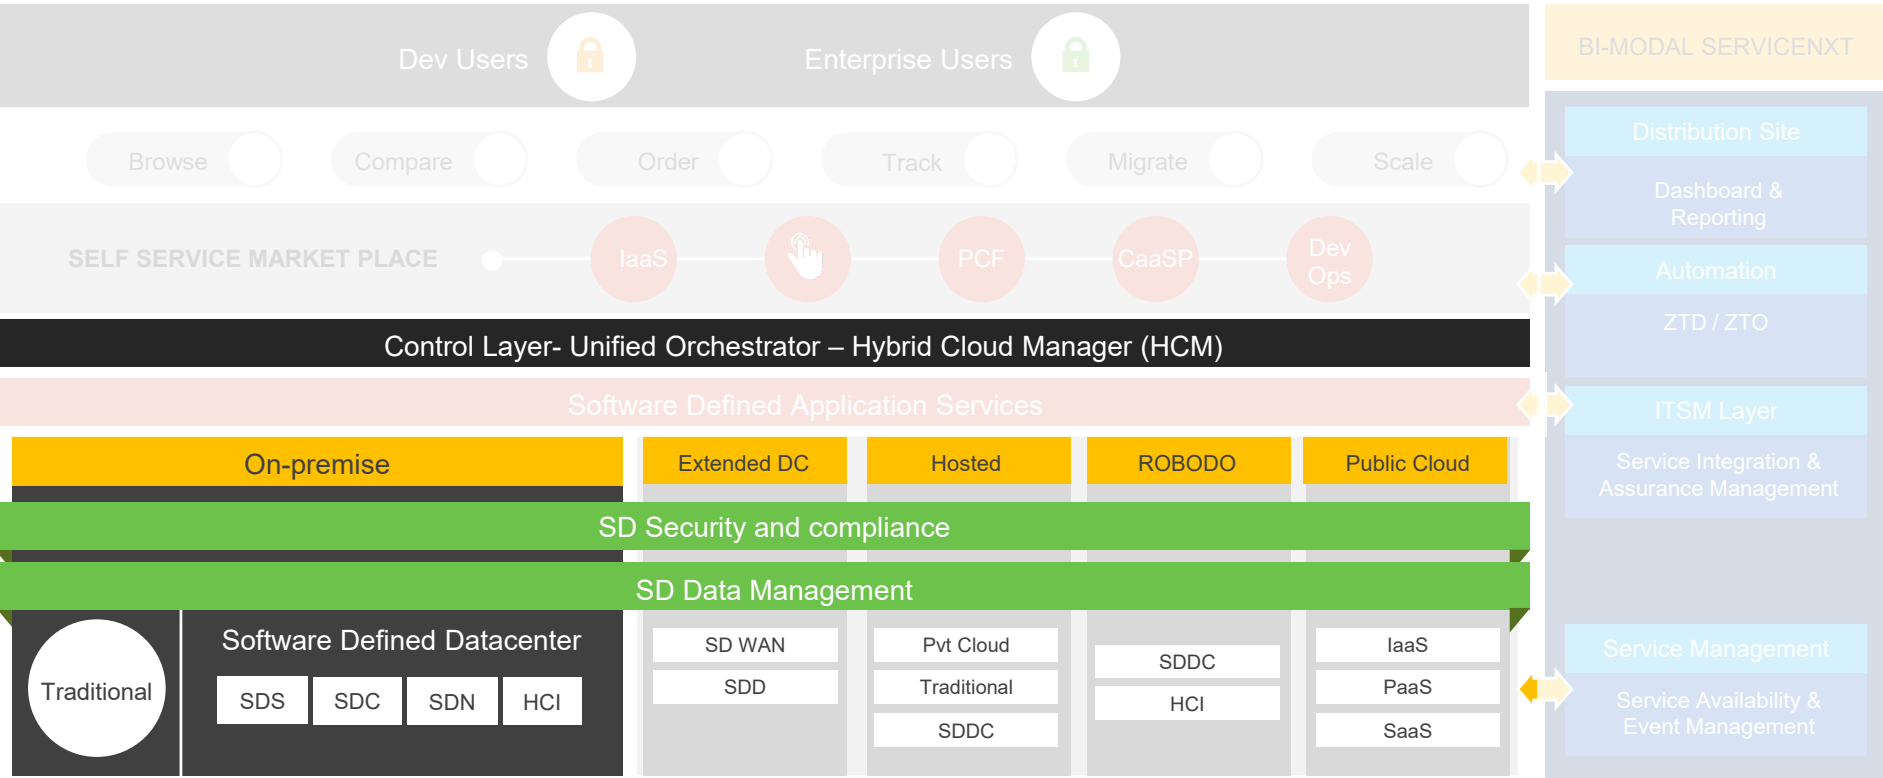 Dev Users
Enterprise Users
BI-MODAL SERVICENXT
Browse
Compare
Order
Track
Migrate
Scale
Distribution Site
Dashboard &
Reporting
SELF SERVICE MARKET PLACE
IaaS
PCF
CaaSP
Dev
Ops
Automation
ZTD / ZTO
Control Layer- Unified Orchestrator – Hybrid Cloud Manager (HCM)
Software Defined Application Services
ITSM Layer
Service Integration &
Assurance Management
On-premise
Extended DC
Hosted
ROBODO
Public Cloud
SD Security and compliance
SD Data Management
Traditional
Software Defined Datacenter
SDS
SDC
SDN
HCI
SD WAN
SDD
Pvt Cloud
Traditional
SDDC
SDDC
HCI
IaaS
PaaS
SaaS
Service Management
Service Availability &
Event Management